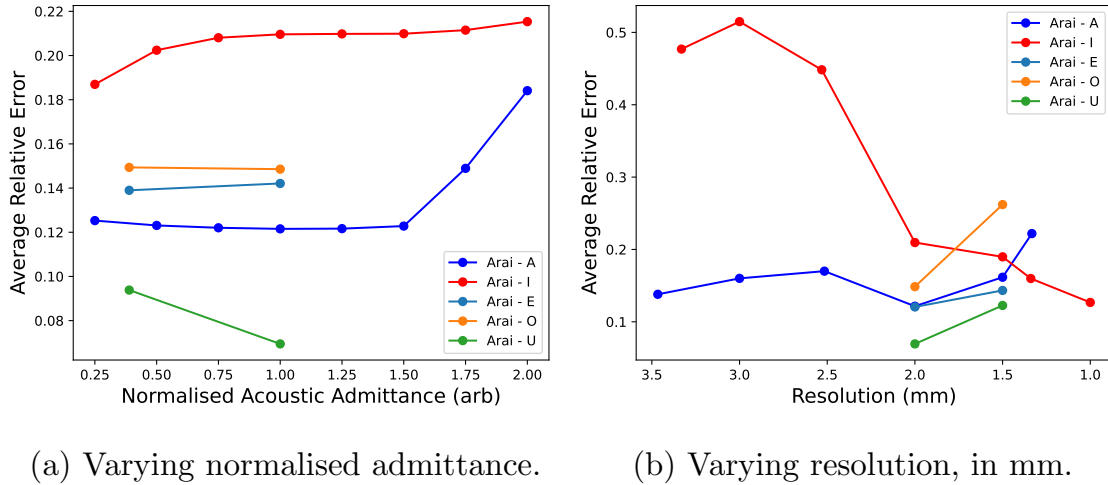 0.22
0.20
0.18
0.16
0.14
0.12
0.10
0.08
Average Relative Error
0.25 0.50 0.75 1.00 1.25 1.50 1.75 2.00
Normalised Acoustic Admittance (arb)
Arai - A
Arai - I
Arai - E
Arai - O
Arai - U
(a) Varying normalised admittance.
0.5
0.4
0.3
0.2
0.1
Average Relative Error
3.5 3.0 2.5 2.0 1.5 1.0
Resolution (mm)
Arai - A
Arai - I
Arai - E
Arai - O
Arai - U
(b) Varying resolution, in mm.